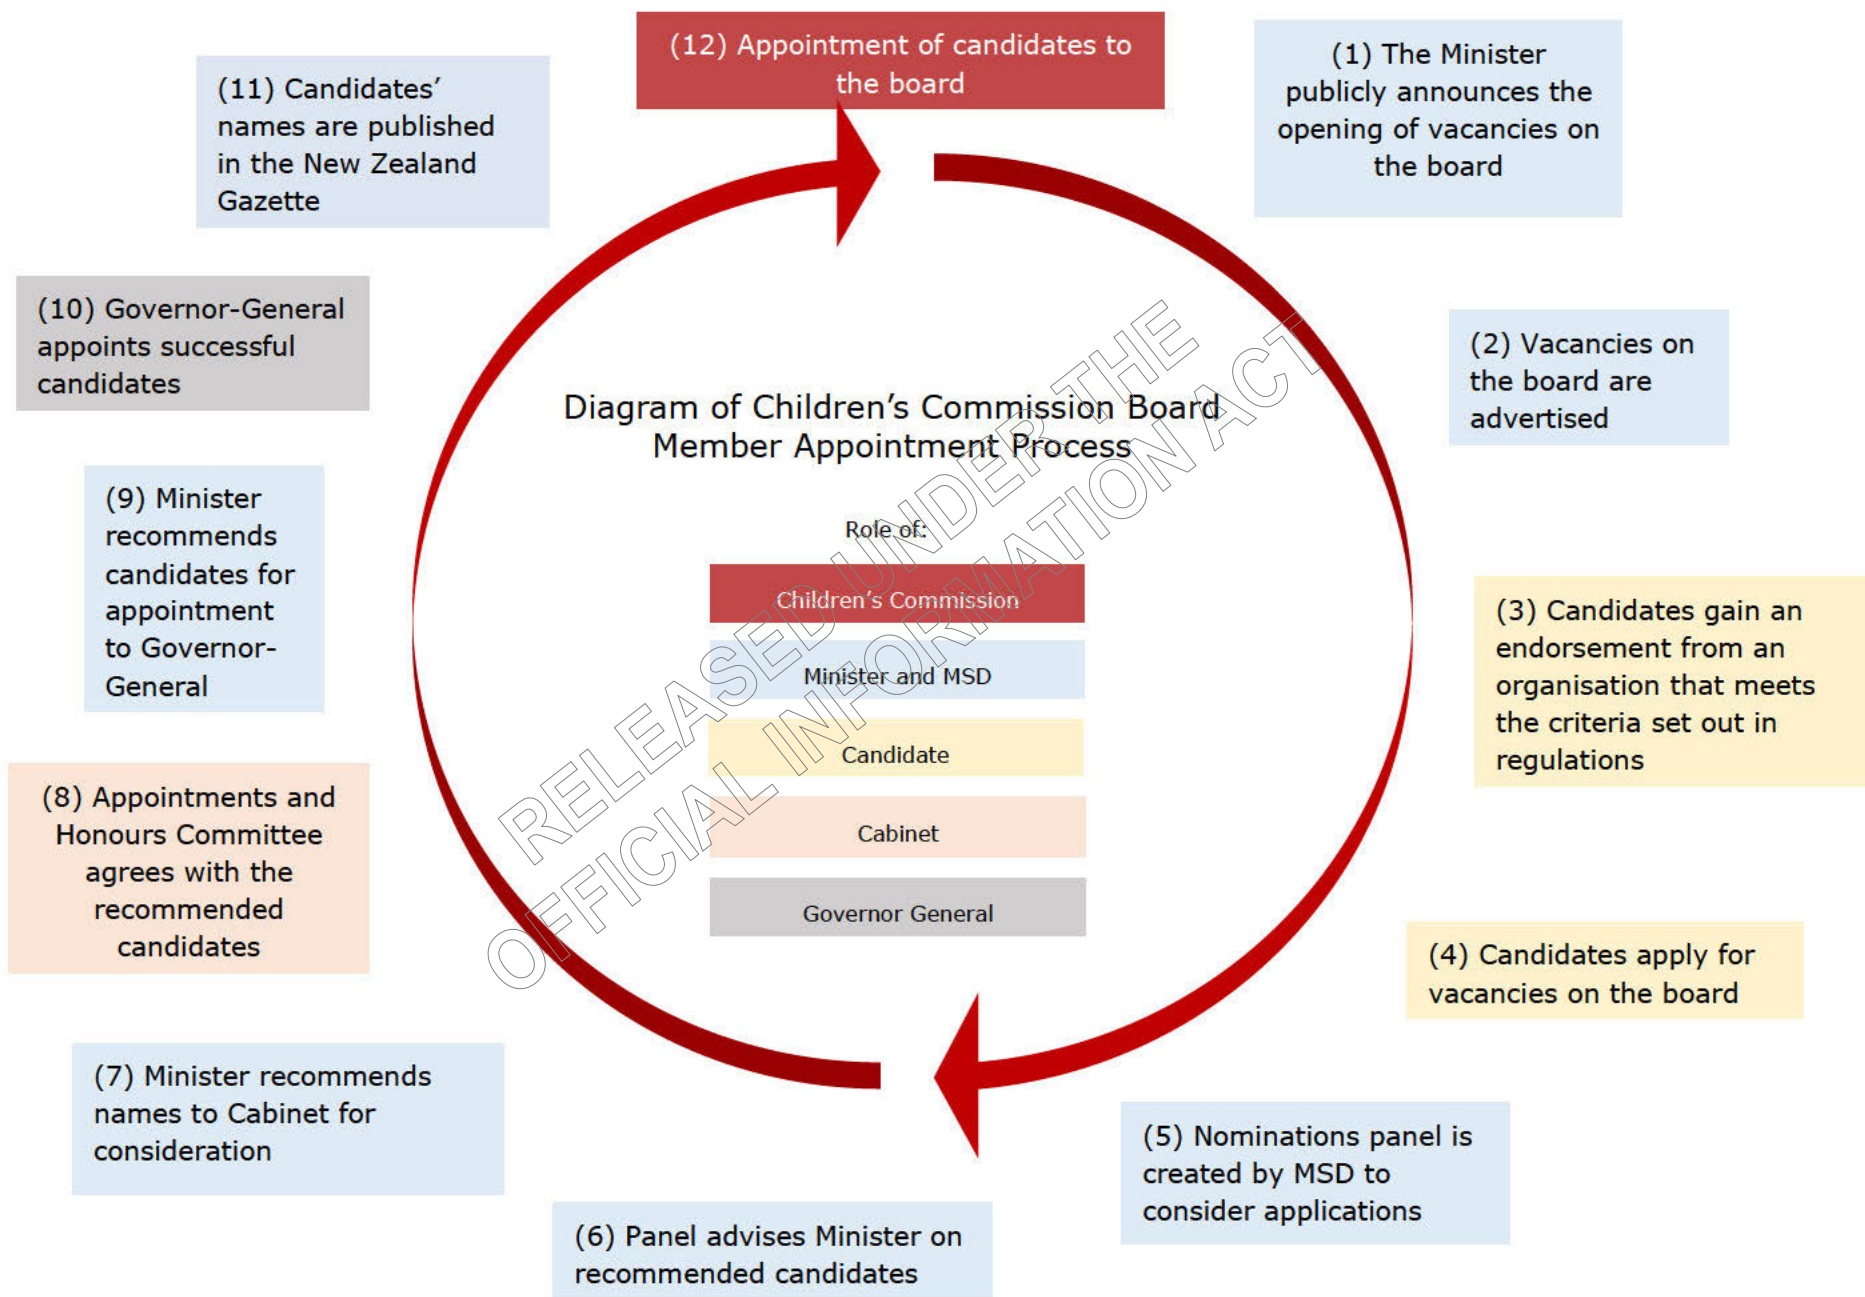 (12) Appointment of candidates to
the board
(1) The Minister
publicly announces the
opening of vacancies on
the board
(2) Vacancies on
the board are
advertised
(3) Candidates gain an
endorsement from an
organisation that meets
the criteria set out in
regulations
(4) Candidates apply for
vacancies on the board
(5) Nominations panel is
created by MSD to
consider applications
(6) Panel advises Minister on
recommended candidates
(7) Minister recommends
names to Cabinet for
consideration
(8) Appointments and
Honours Committee
agrees with the
recommended
candidates
(9) Minister
recommends
candidates for
appointment
to Governor-
General
(10) Governor-General
appoints successful
candidates
(11) Candidates’
names are published
in the New Zealand
Gazette
Diagram of Children’s Commission Board
Member Appointment Process
Role of:
Children’s Commission
Minister and MSD
Candidate
Cabinet
Governor General
RELEASED UNDER THE
OFFICIAL INFORMATION ACT